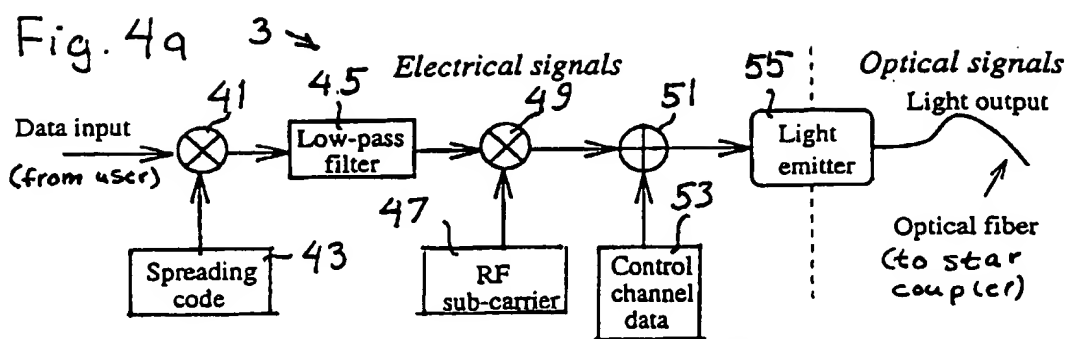 Fig. 4a
3
Electrical signals
Optical signals
41
4.5
49
51
55
Light output
Data input
(from user)
Low-pass
filter
Light
emitter
47
53
43
Spreading
code
RF
sub-carrier
Control
channel
data
Optical fiber
(to star
coupler)